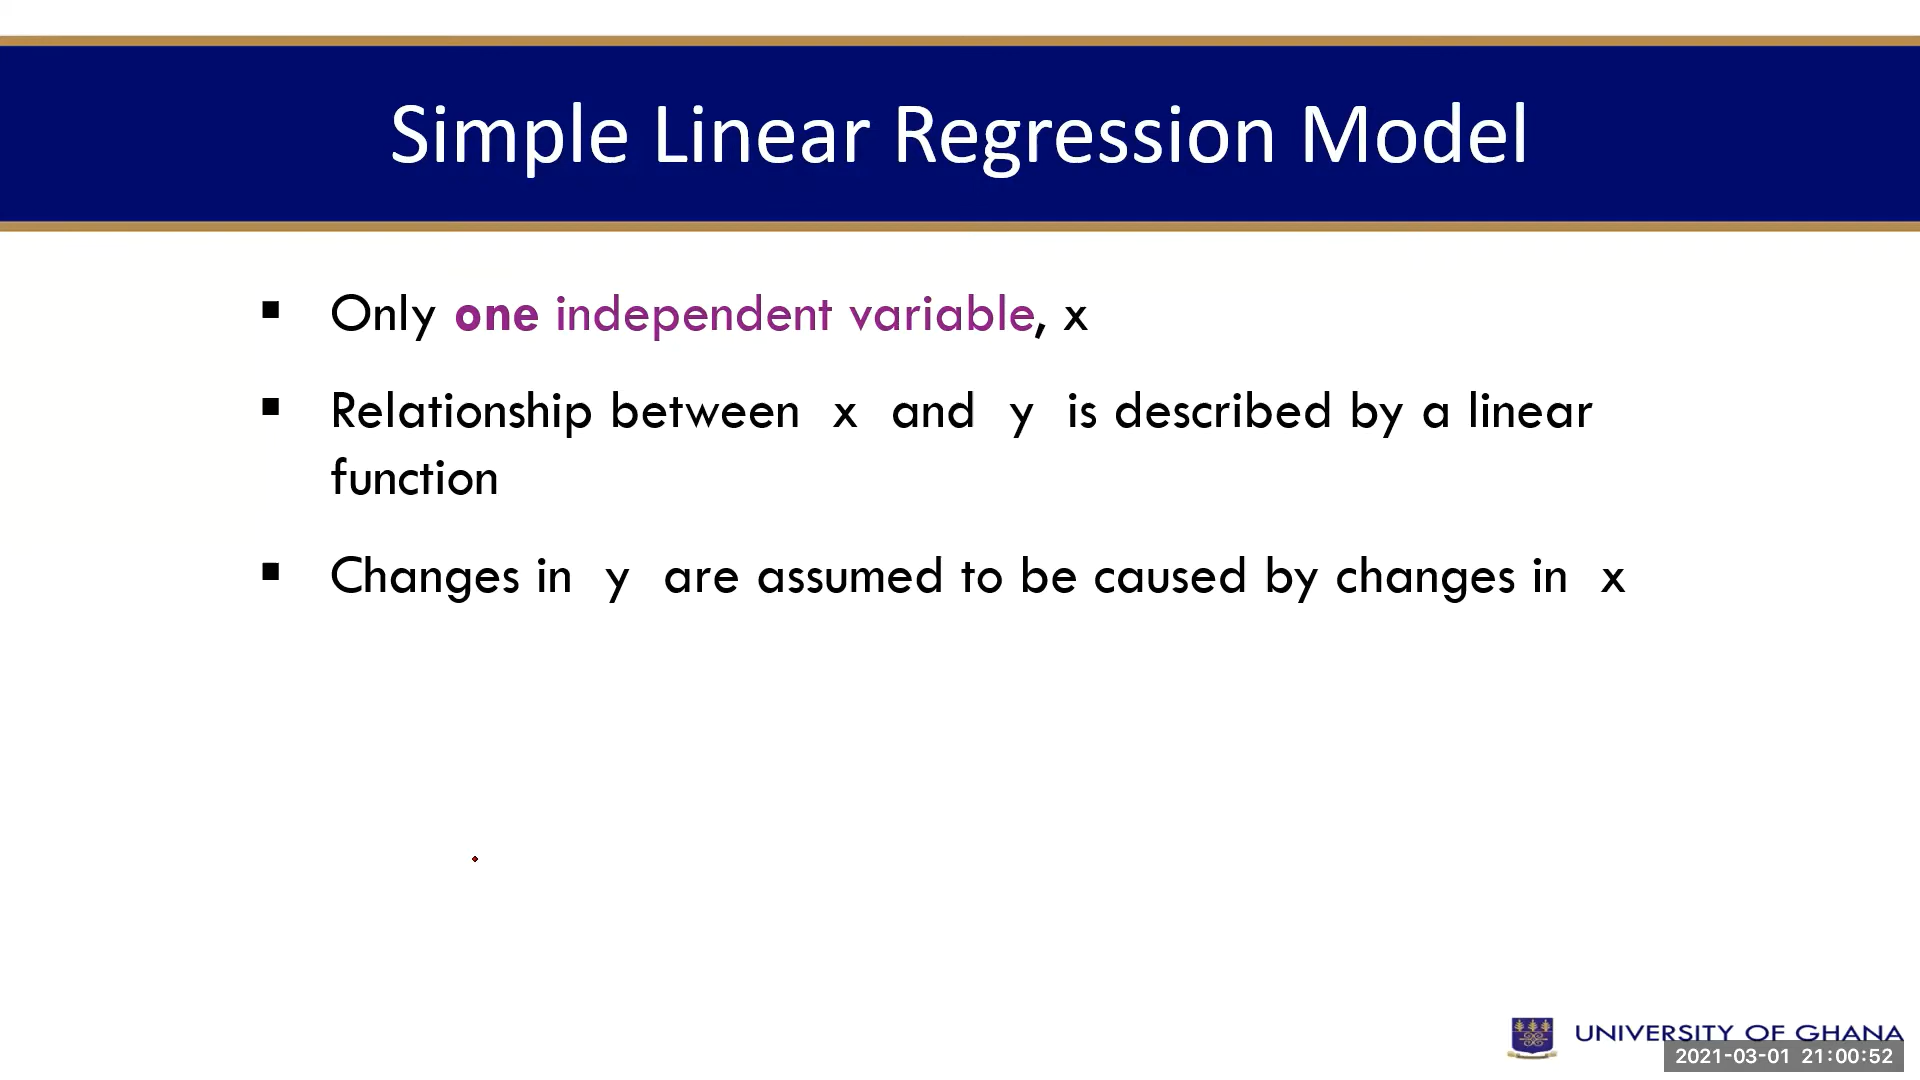 Simple Linear Regression Model
▪ Only one independent variable, x
▪ Relationship between x and y is described by a linear
function
▪ Changes in y are assumed to be caused by changes in x
UNIVERSITY OF GHANA
2021-03-01 21:00:52